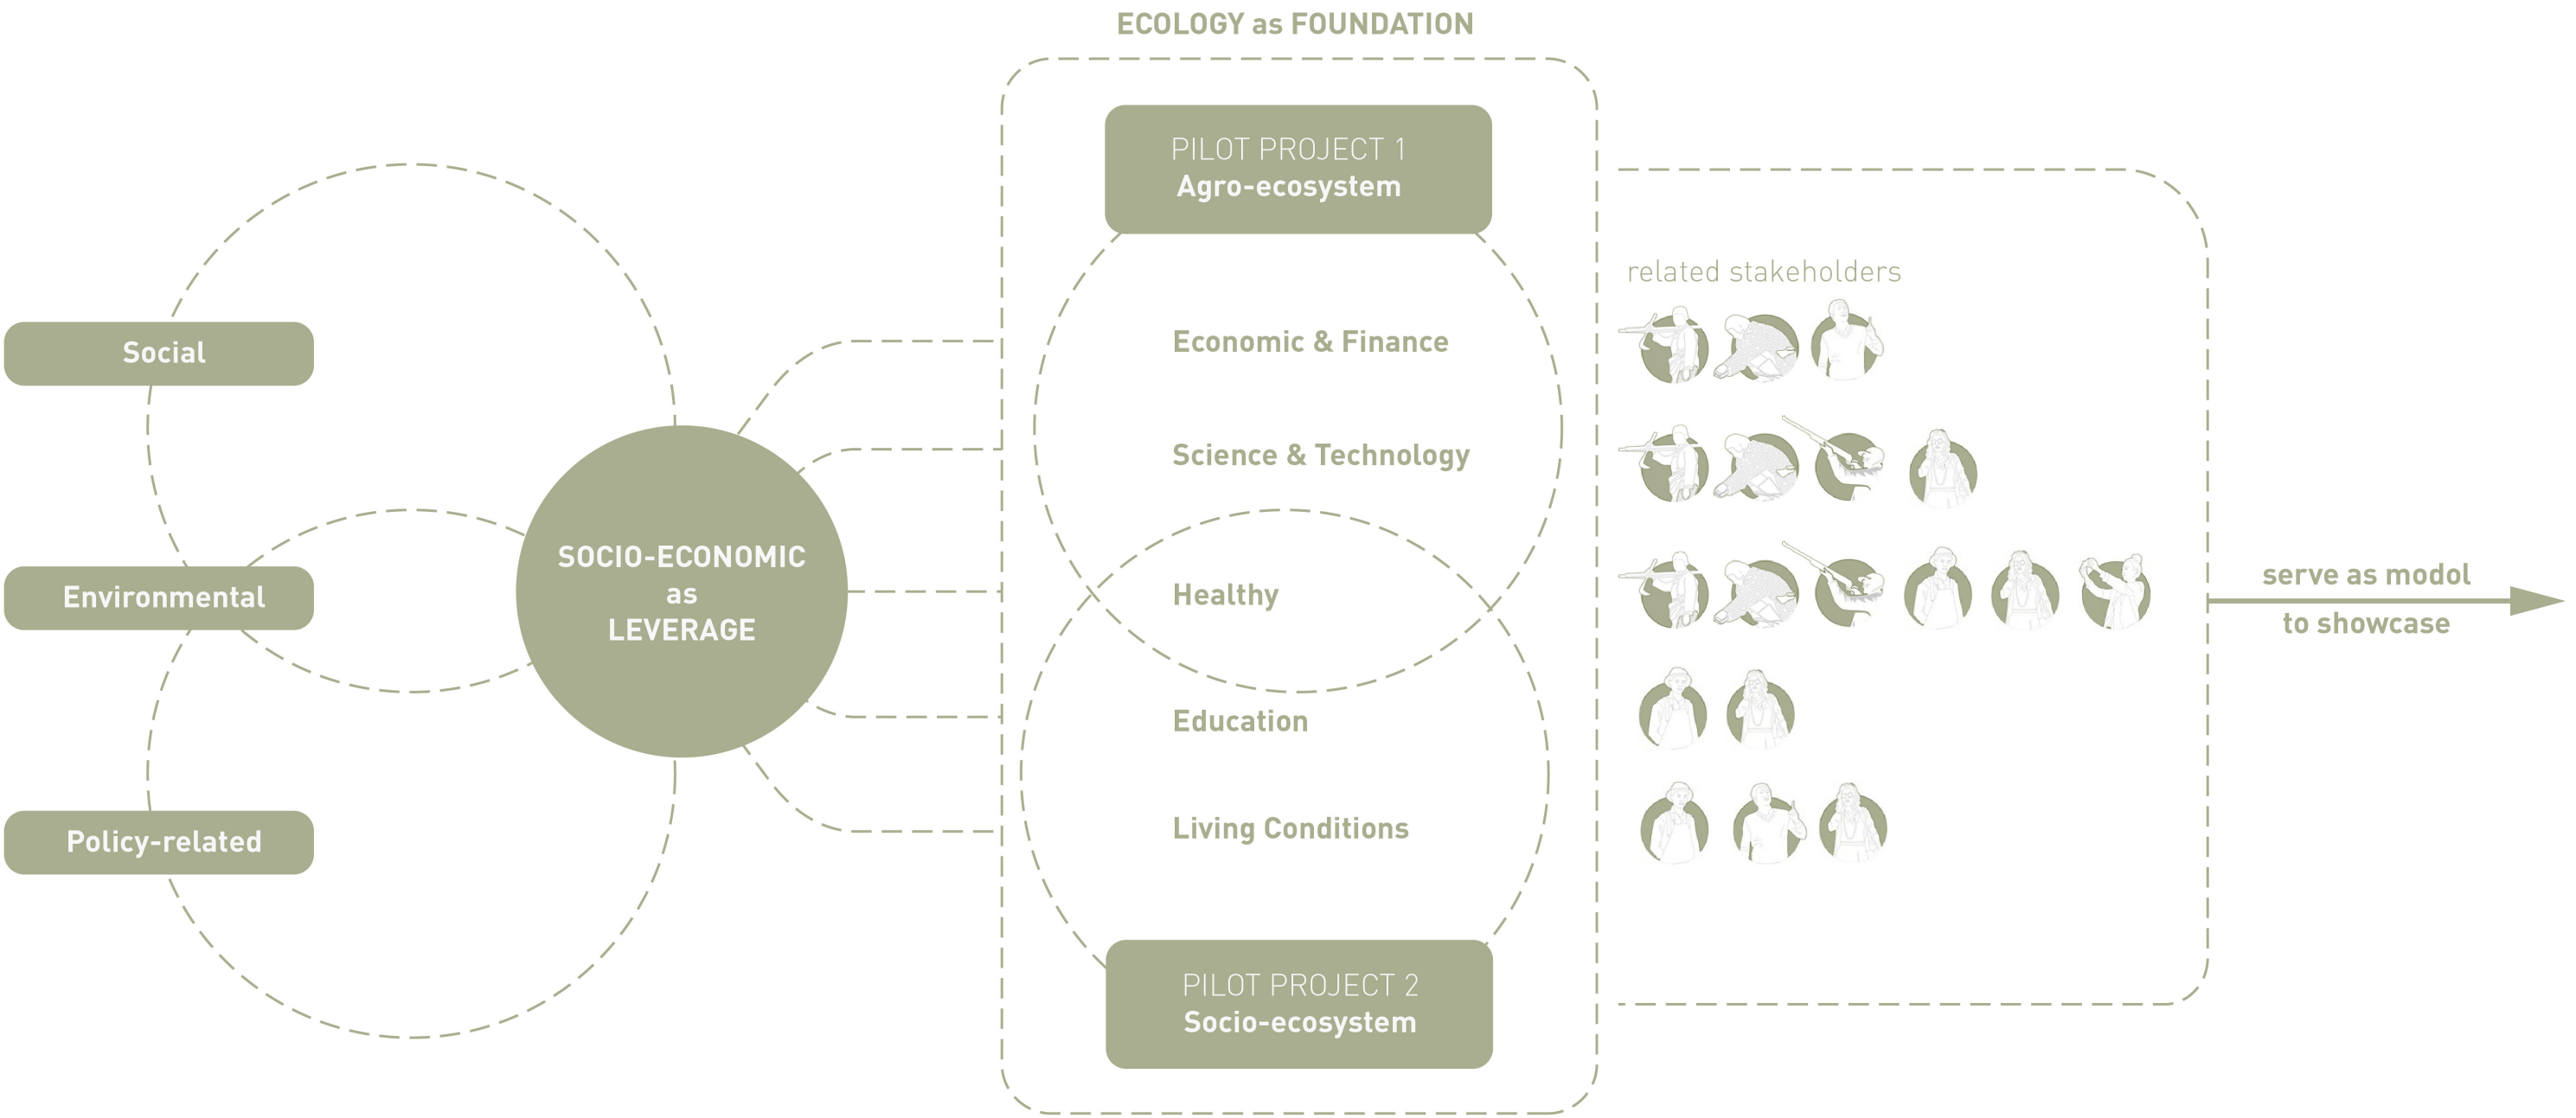 ECOLOGY as FOUNDATION
PILOT PROJECT 1
Agro-ecosystem
related stakeholders
Social
Economic & Finance
Science & Technology
SOCIO-ECONOMIC
as
LEVERAGE
Environmental
Healthy
serve as modol
to showcase
Education
Policy-related
Living Conditions
PILOT PROJECT 2
Socio-ecosystem